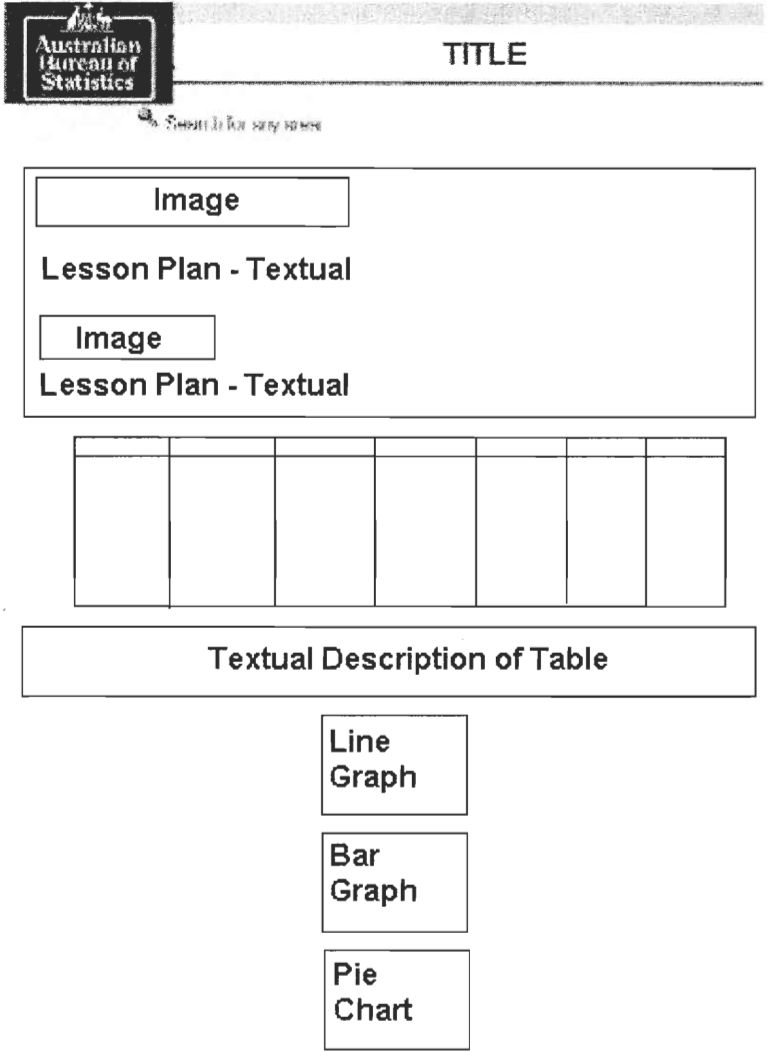 Australian
Bureau of
Statistics
TITLE
Search for any area
Image
Lesson Plan - Textual
Image
Lesson Plan - Textual
Textual Description of Table
Line
Graph
Bar
Graph
Pie
Chart